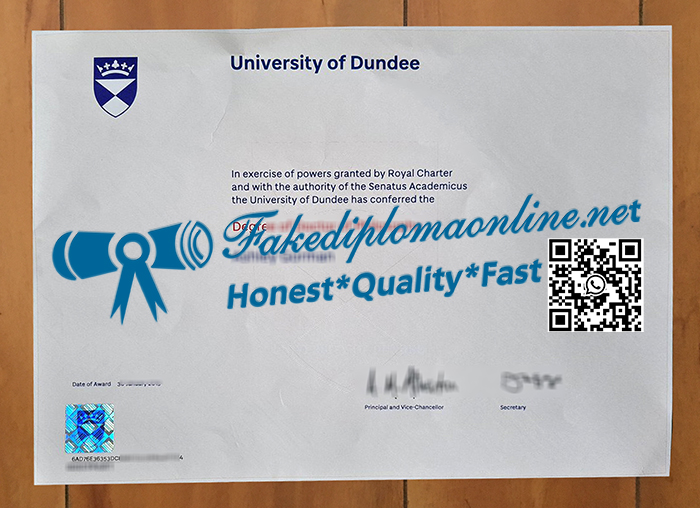 University of Dundee
In exercise of powers granted by Royal Charter
and with the authority of the Senatus Academicus
the University of Dundee has conferred the
Degree of
Fakediplomaonline.net
Honest*Quality*Fast
Date of Award
Principal and Vice-Chancellor
Secretary